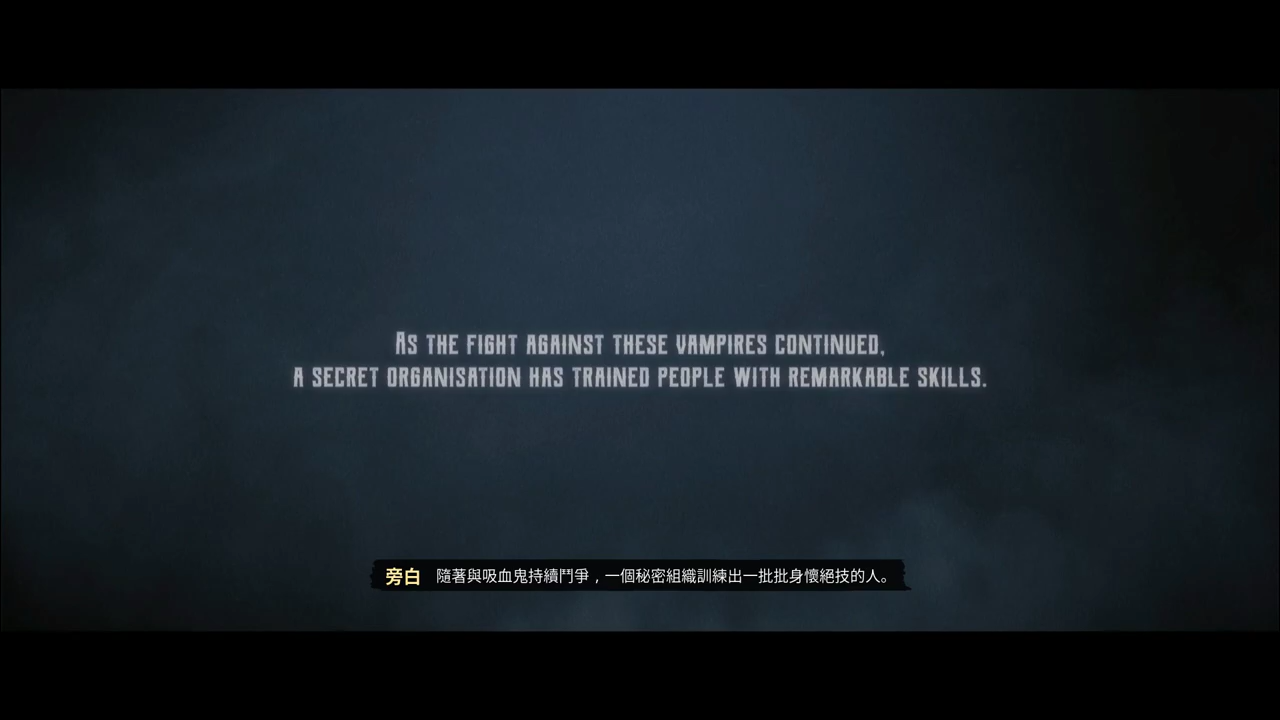 As the fight against these vampires continued,
a secret organisation has trained people with remarkable skills.
旁白 隨著與吸血鬼持續鬥爭，一個秘密組織訓練出一批批身懷絕技的人。